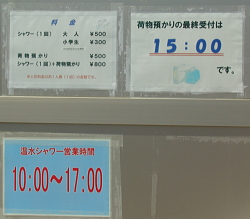 料金
シャワー(1回) 大人 ¥500
小学生 ¥300
荷物預かり ¥500
シャワー(1回)+荷物預かり ¥800
荷物預かりの最終受付は
15:00
です。
温水シャワー営業時間
10:00~17:00